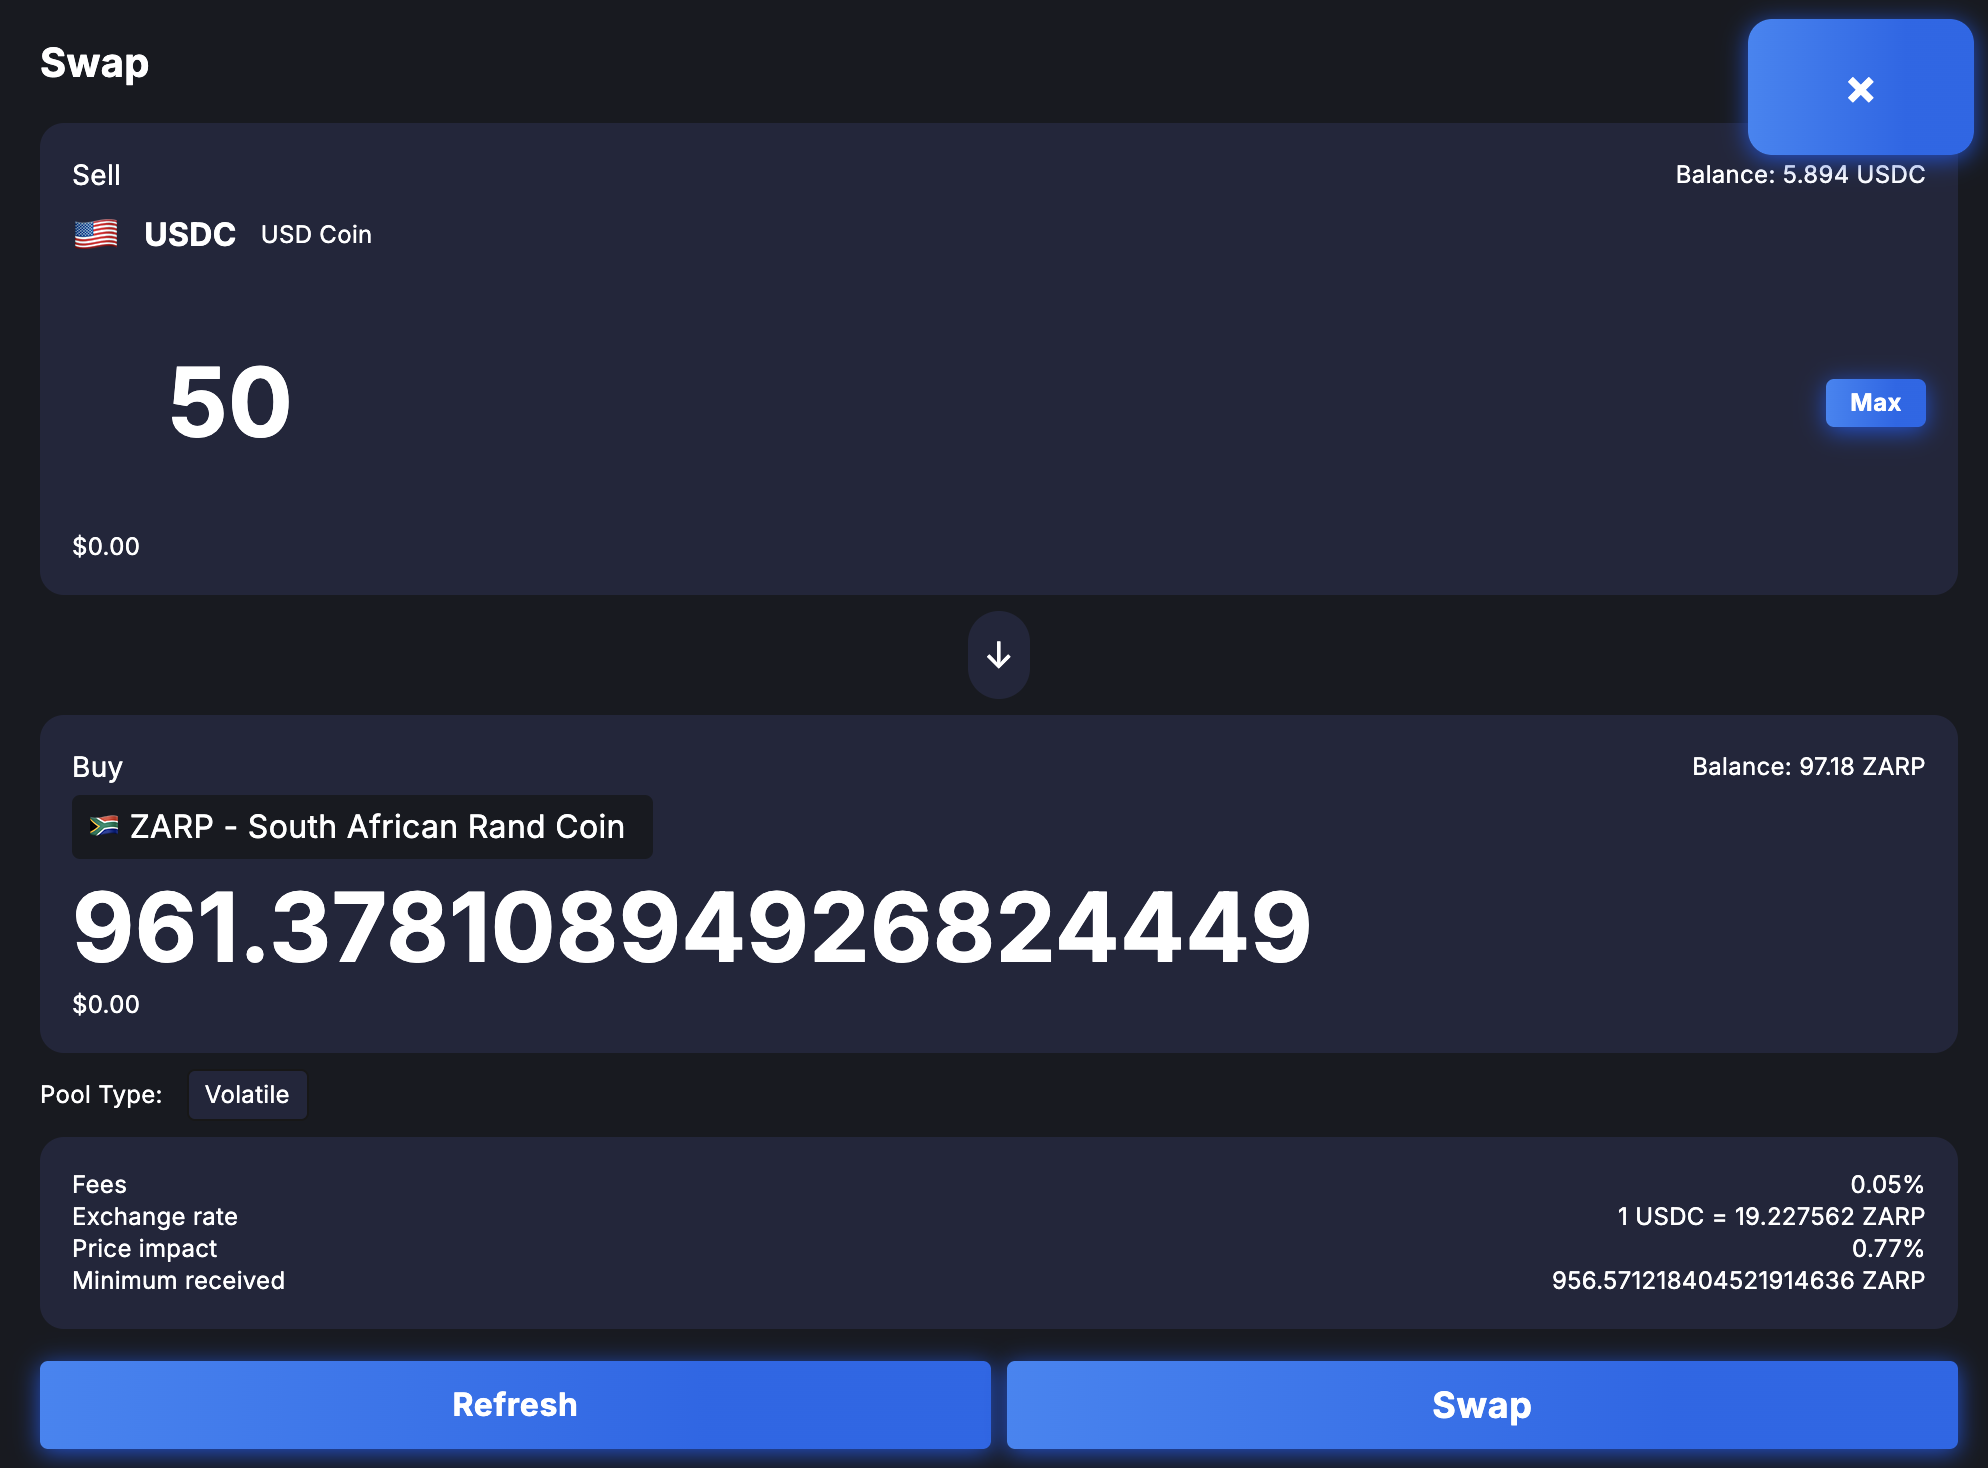 Swap
×
Sell
Balance: 5.894 USDC
USDC USD Coin
50
Max
$0.00
Buy
Balance: 97.18 ZARP
ZARP - South African Rand Coin
961.37810894926824449
$0.00
Pool Type: Volatile
Fees 0.05%
Exchange rate 1 USDC = 19.227562 ZARP
Price impact 0.77%
Minimum received 956.571218404521914636 ZARP
Refresh
Swap